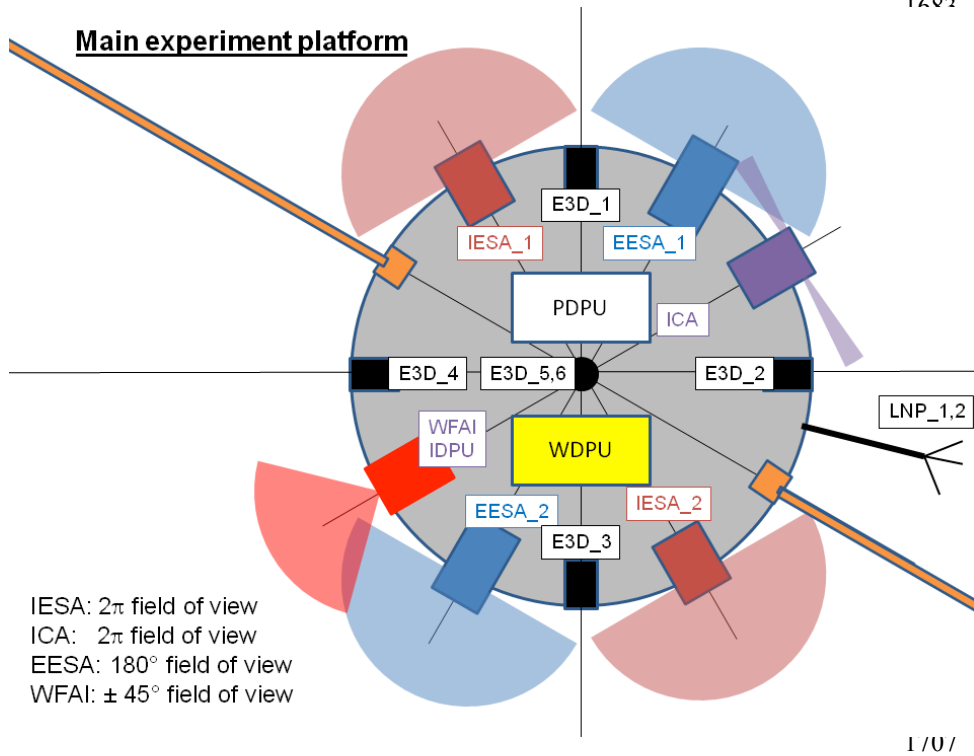 Main experiment platform
E3D_1
IESA_1
EESA_1
PDPU
ICA
E3D_4
E3D_5,6
E3D_2
LNP_1,2
WFAI
IDPU
WDPU
EESA_2
IESA_2
E3D_3
IESA: 2π field of view
ICA: 2π field of view
EESA: 180° field of view
WFAI: ± 45° field of view